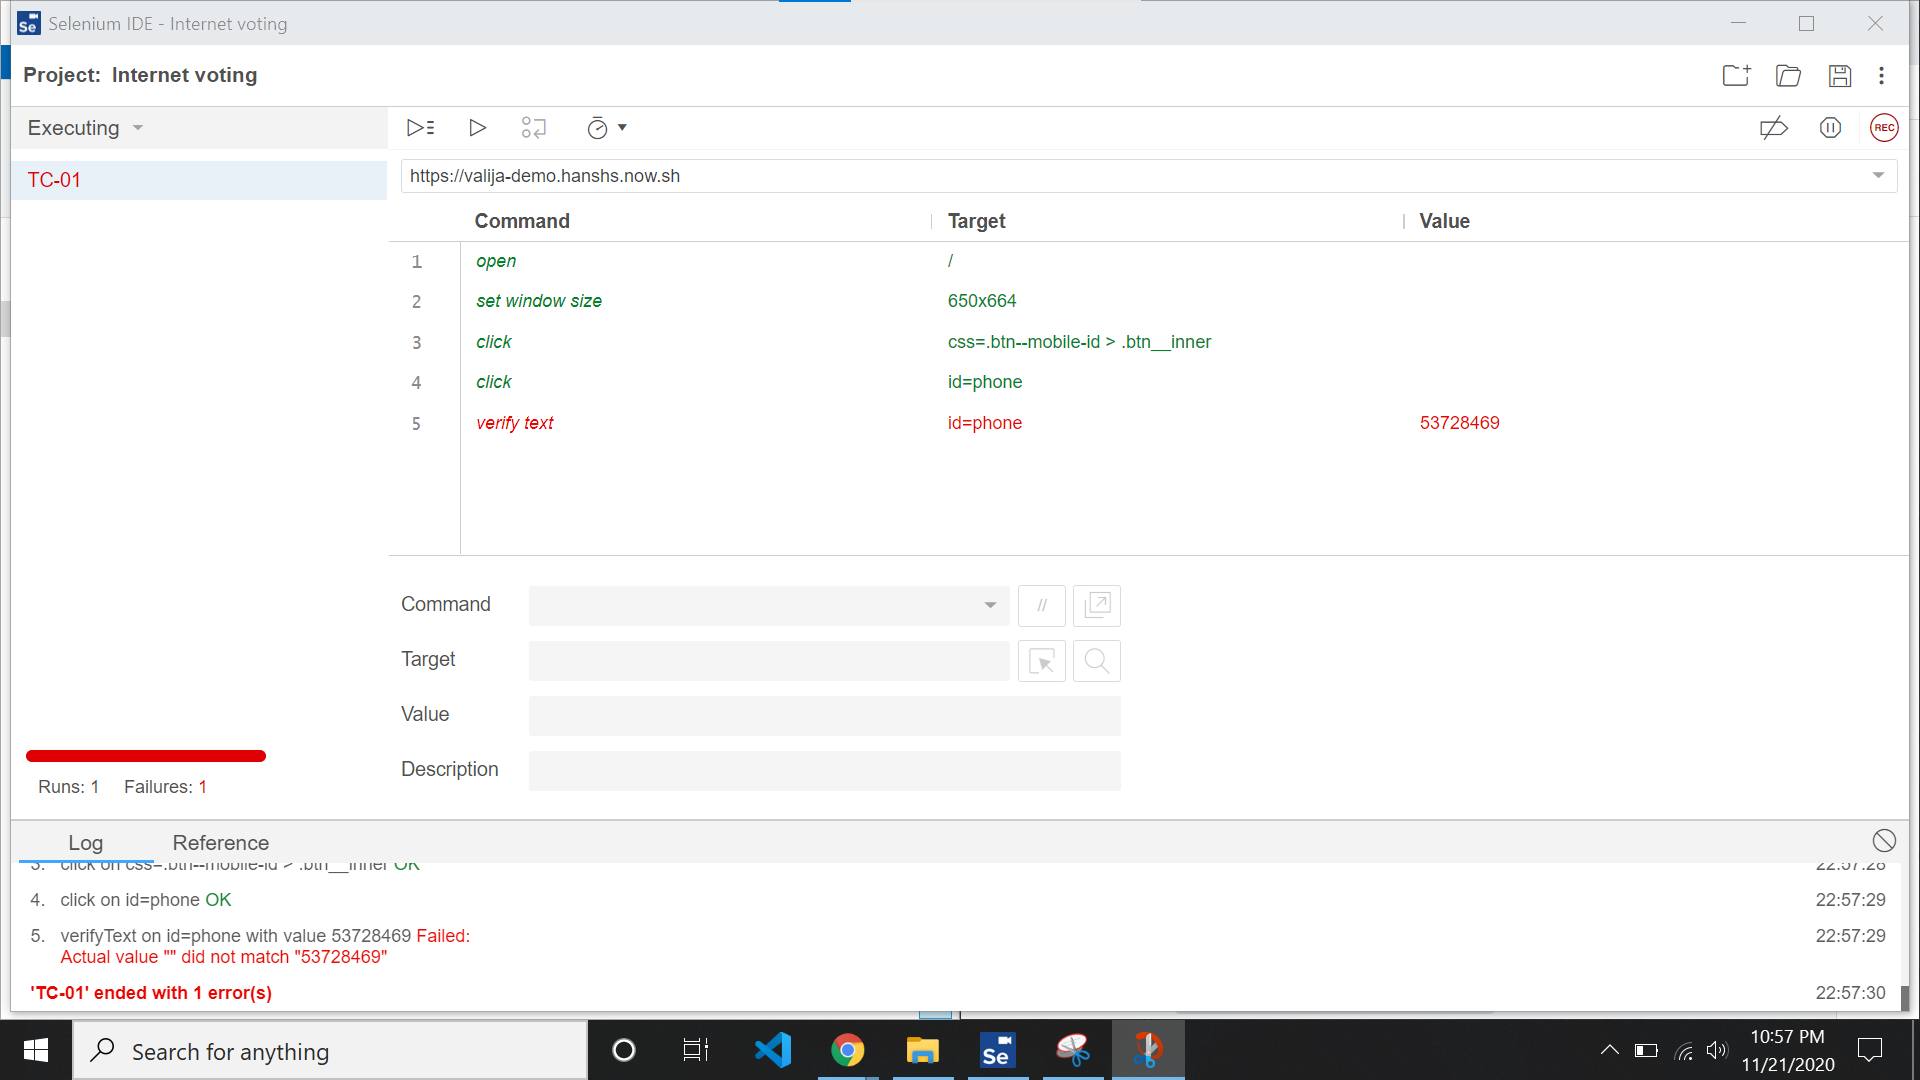 Selenium IDE - Internet voting
Project: Internet voting
Executing
REC
TC-01
https://valija-demo.hanshs.now.sh
Command Target Value
1 open /
2 set window size 650x664
3 click css=.btn--mobile-id > .btn__inner
4 click id=phone
5 verify text id=phone 53728469
Command //
Target
Value
Description
Runs: 1 Failures: 1
Log Reference
3. click on css=.btn--mobile-id > .btn__inner OK 22:57:28
4. click on id=phone OK 22:57:29
5. verifyText on id=phone with value 53728469 Failed: 22:57:29
Actual value "" did not match "53728469"
'TC-01' ended with 1 error(s) 22:57:30
Search for anything
Se
10:57 PM
11/21/2020